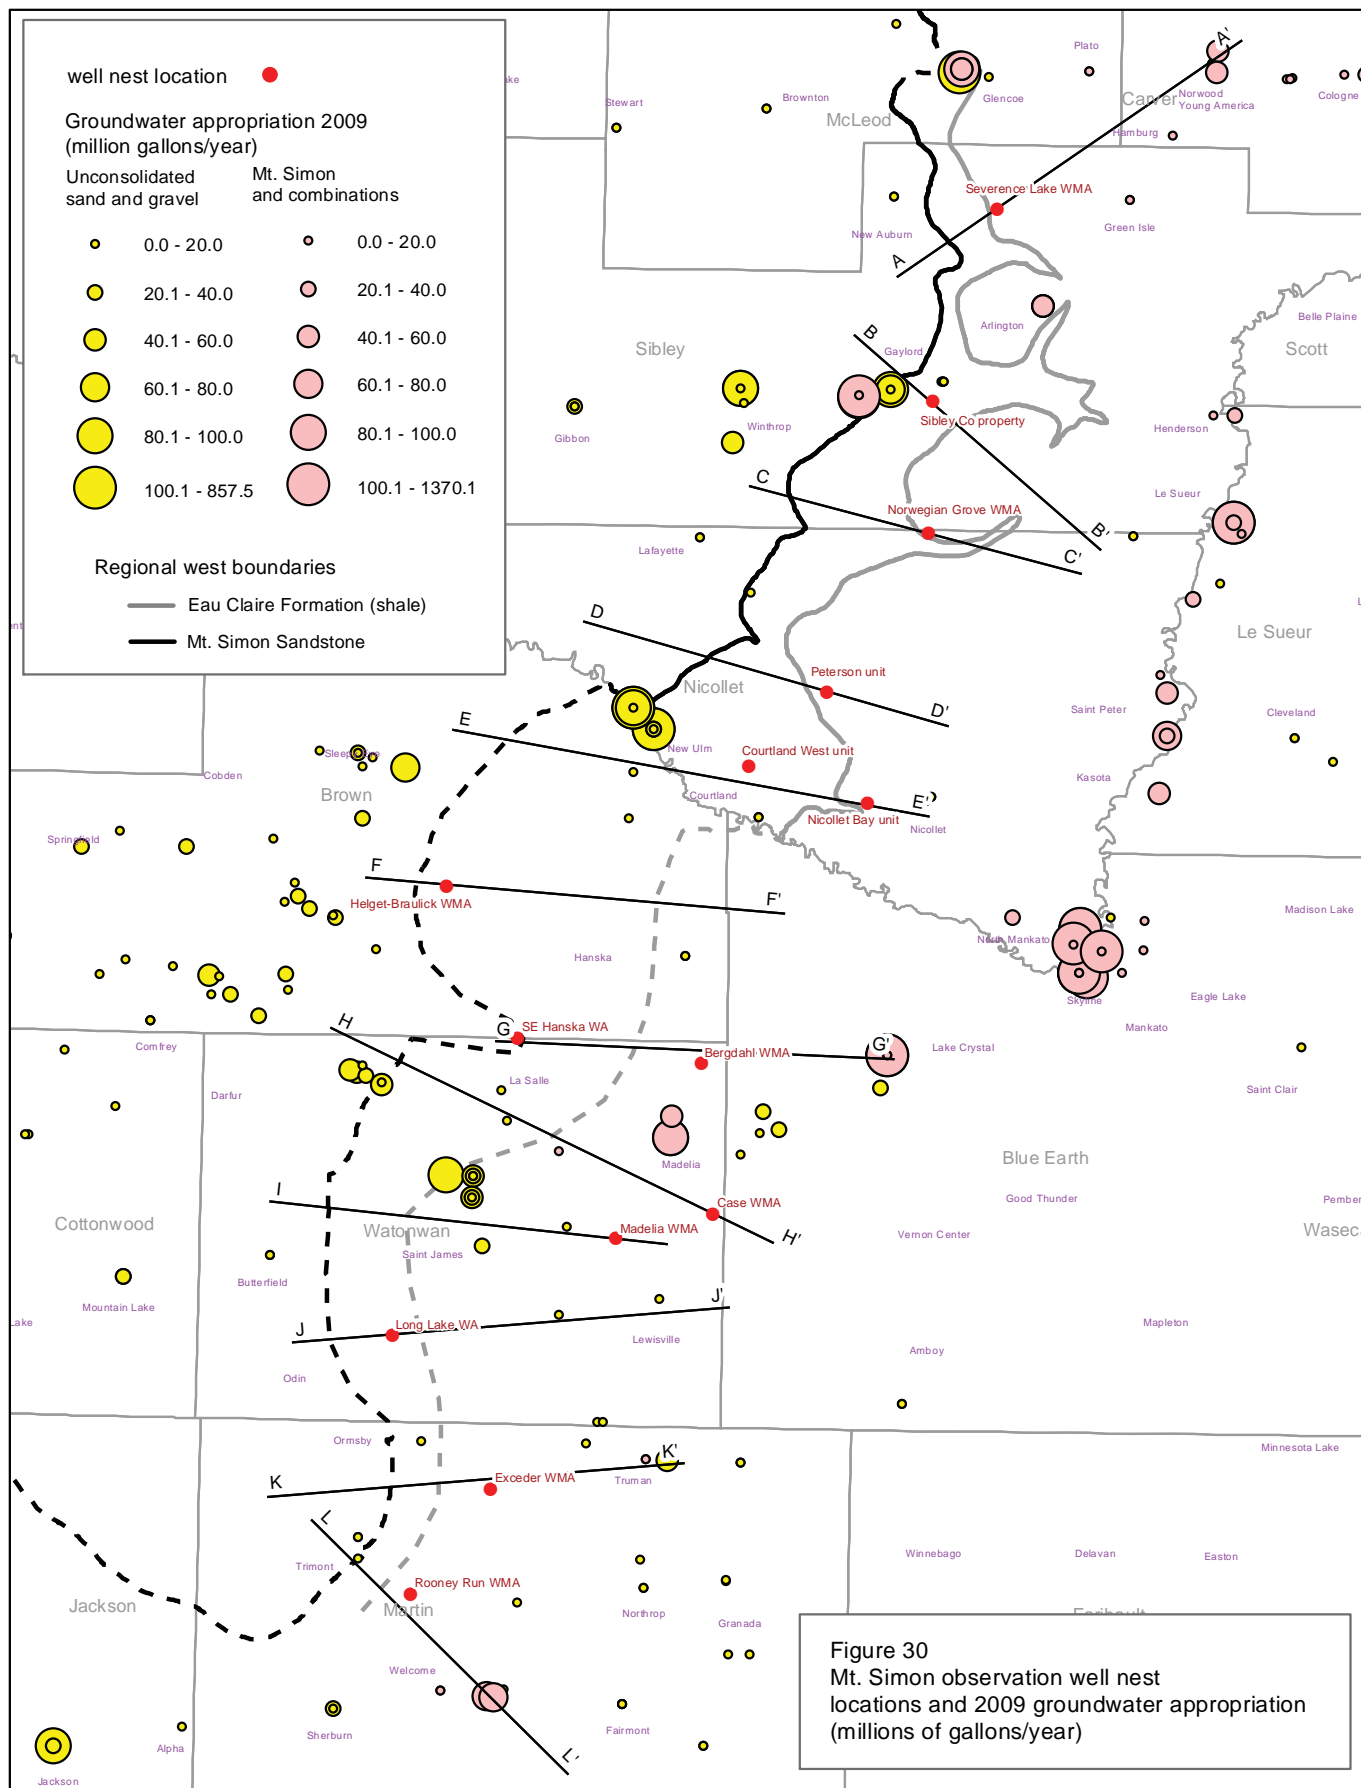 well nest location
Groundwater appropriation 2009
(million gallons/year)
Unconsolidated
sand and gravel
Mt. Simon
and combinations
0.0 - 20.0
0.0 - 20.0
20.1 - 40.0
20.1 - 40.0
40.1 - 60.0
40.1 - 60.0
60.1 - 80.0
60.1 - 80.0
80.1 - 100.0
80.1 - 100.0
100.1 - 857.5
100.1 - 1370.1
Regional west boundaries
Eau Claire Formation (shale)
Mt. Simon Sandstone
Stewart
Brownton
McLeod
Glencoe
Plato
Carver
A'
Norwood
Young America
Cologne
Hamburg
Severence Lake WMA
New Auburn
A
Green Isle
Arlington
Belle Plaine
Scott
Sibley
B
Gaylord
Gibbon
Winthrop
Sibley Co property
Henderson
C
Le Sueur
Norwegian Grove WMA
B'
Lafayette
C'
D
Le Sueur
Peterson unit
Nicollet
D'
Saint Peter
Cleveland
E
New Ulm
Courtland West unit
Kasota
Cobden
Brown
Courtland
E'
Nicollet Bay unit
Nicollet
Springfield
F
Helget-Braulick WMA
F'
Madison Lake
North Mankato
Hanska
Skyline
Eagle Lake
Mankato
H
G
SE Hanska WA
Bergdahl WMA
G'
Lake Crystal
Comfrey
La Salle
Darfur
Saint Clair
Madelia
Blue Earth
I
Case WMA
Good Thunder
Cottonwood
Watonwan
Madelia WMA
H'
Vernon Center
Saint James
Butterfield
Mountain Lake
Lake
J'
J
Long Lake WA
Lewisville
Mapleton
Amboy
Odin
Ormsby
K'
Minnesota Lake
K
Exceder WMA
Truman
L
Trimont
Winnebago
Delavan
Easton
Rooney Run WMA
Jackson
Martin
Northrop
Granada
Welcome
Sherburn
Fairmont
Alpha
L'
Jackson
Figure 30
Mt. Simon observation well nest
locations and 2009 groundwater appropriation
(millions of gallons/year)